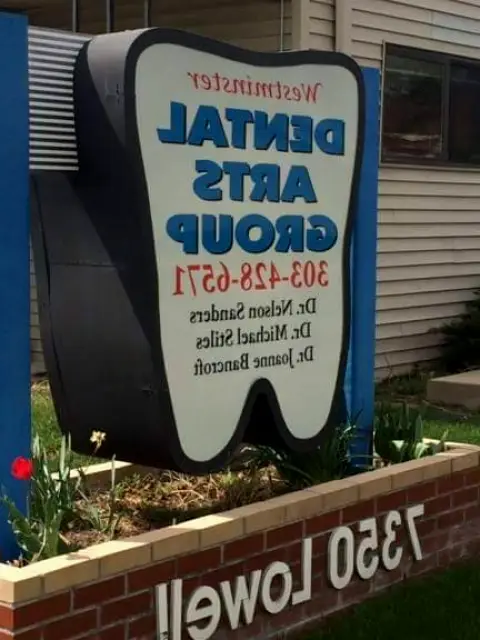 Westminster
DENTAL
ARTS
GROUP
303-428-6571
Dr. Nelson Sanders
Dr. Michael Stiles
Dr. Joanne Bancroft
7350 Lowell